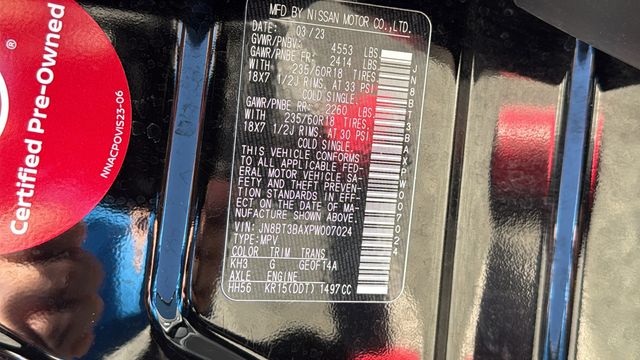 Certified Pre-Owned
®
NNACPOVIS23-06
MFD BY NISSAN MOTOR CO.,LTD.
DATE: 03/23
GVWR/PNBV: 4553 LBS
GAWR/PNBE FR: 2414 LBS
WITH 235/60R18 TIRES,
18X7 1/2J RIMS, AT 33 PSI
COLD SINGLE.
GAWR/PNBE RR: 2260 LBS
WITH 235/60R18 TIRES,
18X7 1/2J RIMS, AT 30 PSI
COLD SINGLE.
THIS VEHICLE CONFORMS
TO ALL APPLICABLE FED-
ERAL MOTOR VEHICLE SA-
FETY AND THEFT PREVEN-
TION STANDARDS IN EFF-
ECT ON THE DATE OF MA-
NUFACTURE SHOWN ABOVE.
VIN: JN8BT3BAXPW007024
TYPE: MPV
COLOR TRIM TRANS
KH3 G GE0F14A
AXLE ENGINE
HH56 KR15(DDT) 1497CC
JN8BT3BAXPW007024